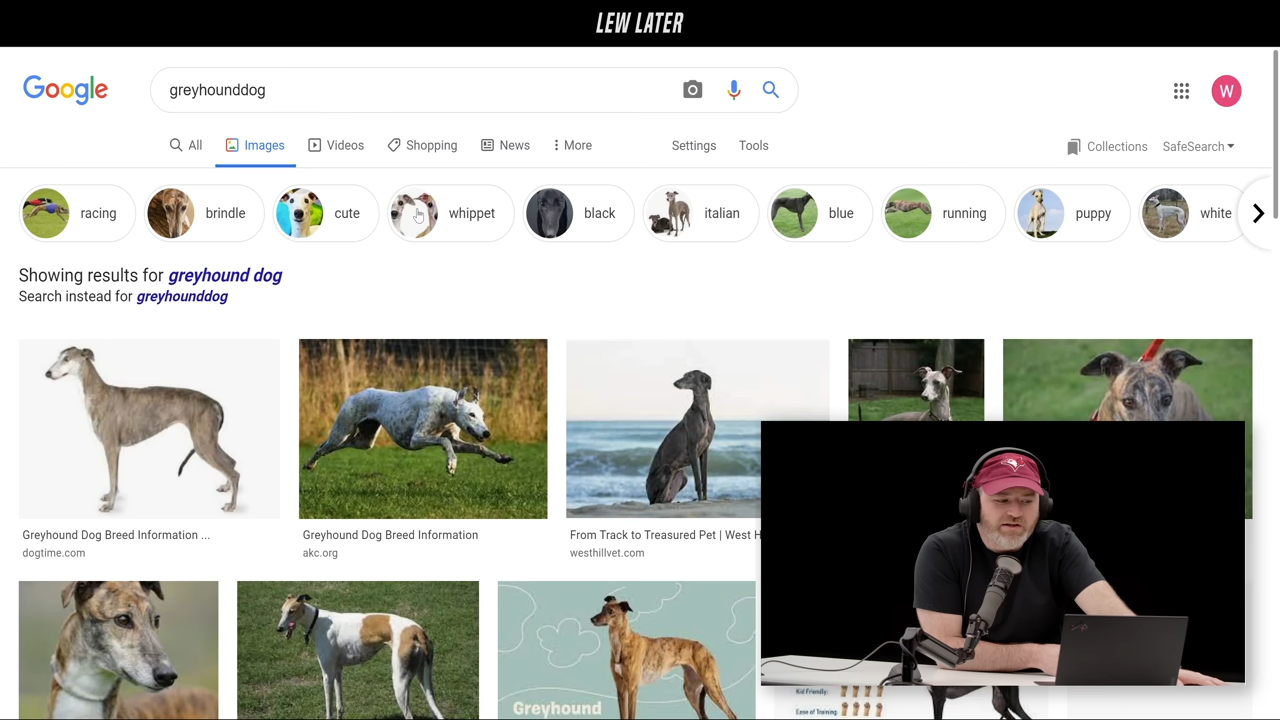 LEW LATER
Google
greyhounddog
W
All
Images
Videos
Shopping
News
More
Settings
Tools
Collections
SafeSearch
racing
brindle
cute
whippet
black
italian
blue
running
puppy
white
Showing results for greyhound dog
Search instead for greyhounddog
Greyhound Dog Breed Information ...
dogtime.com
Greyhound Dog Breed Information
akc.org
From Track to Treasured Pet | West H
westhillvet.com
Greyhound
Kid Friendly:
Ease of Training: